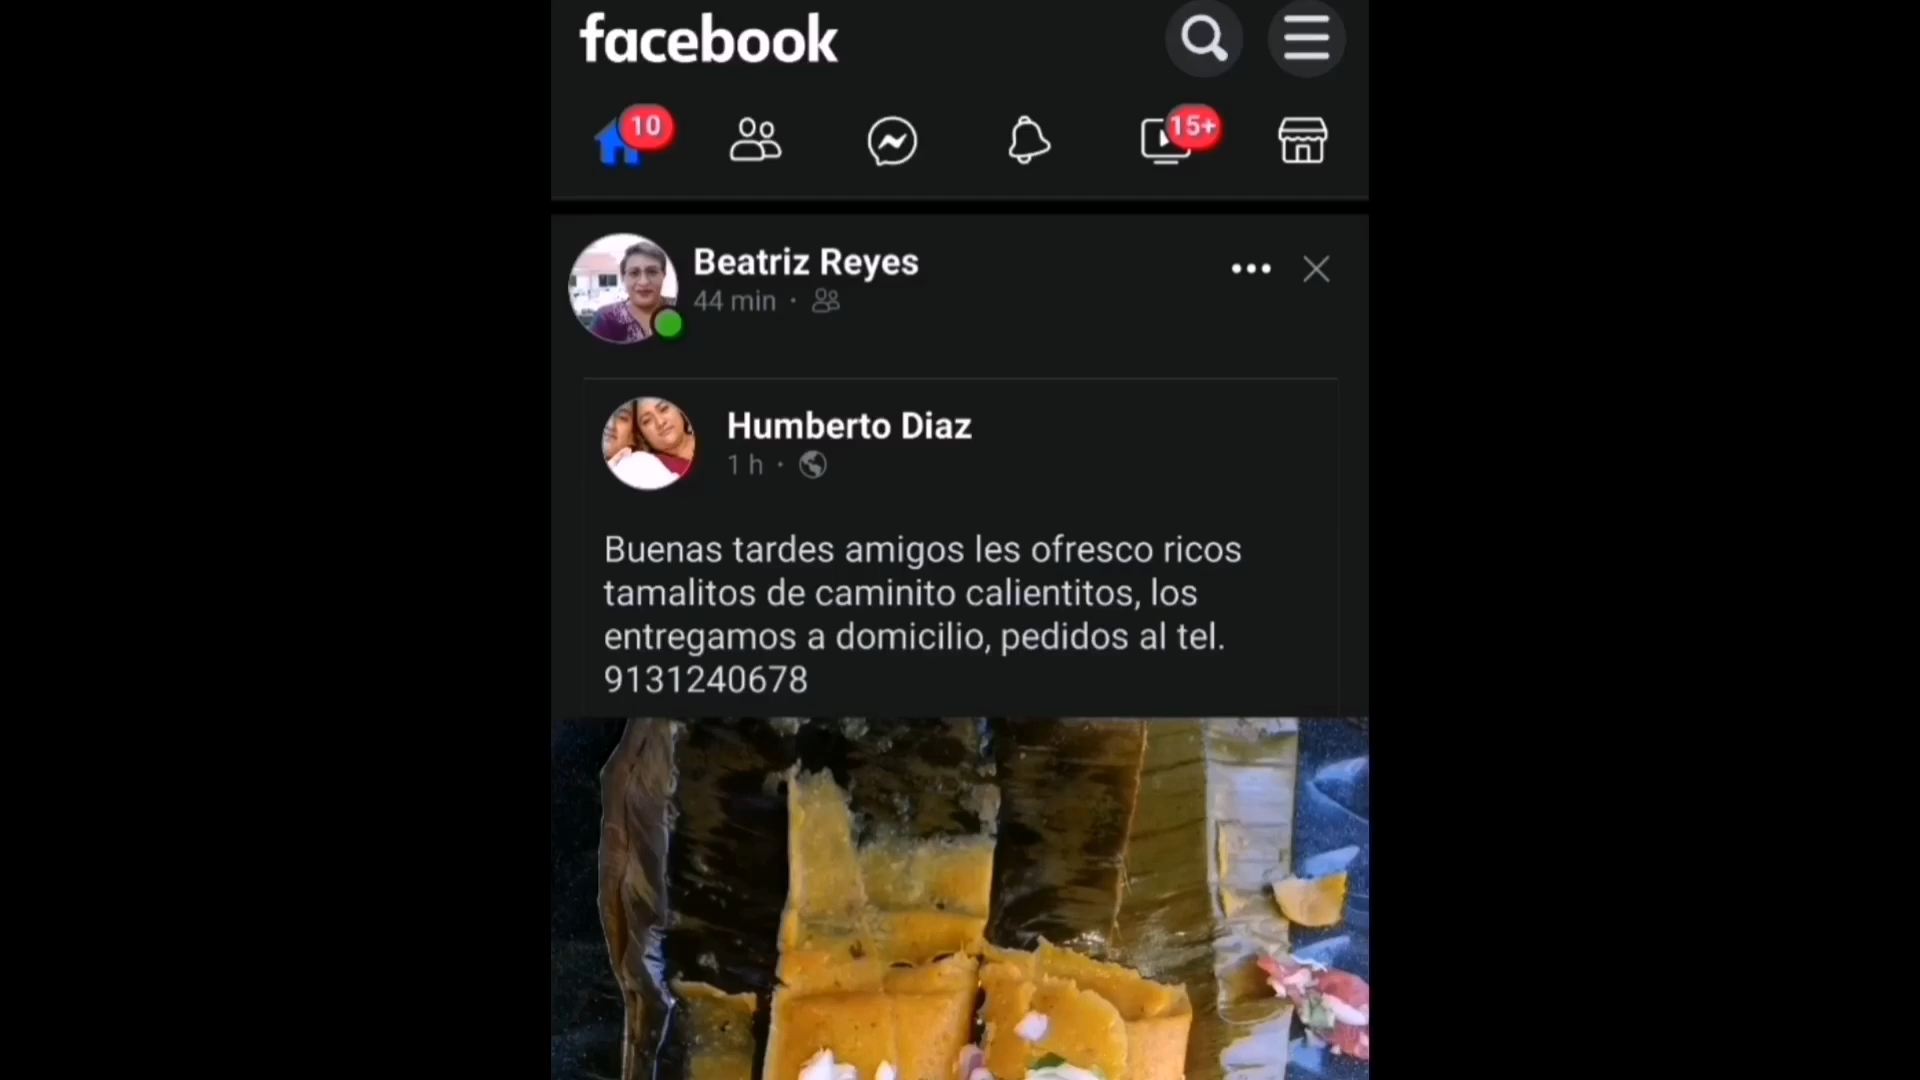 facebook
10
15+
Beatriz Reyes
44 min ·
Humberto Diaz
1 h ·
Buenas tardes amigos les ofresco ricos
tamalitos de caminito calientitos, los
entregamos a domicilio, pedidos al tel.
9131240678